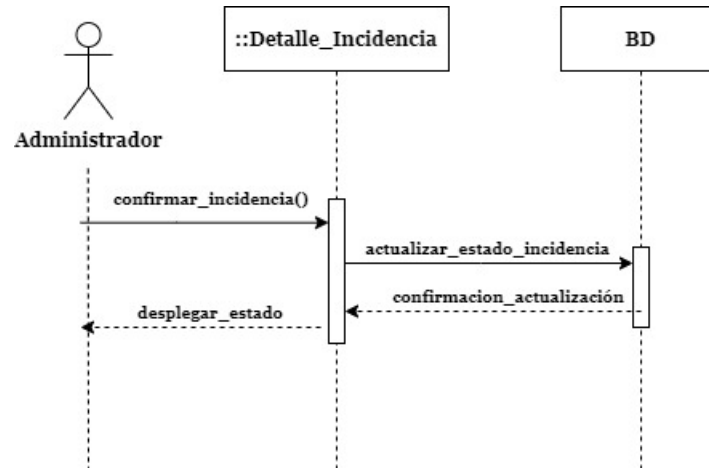 ::Detalle_Incidencia
BD
Administrador
confirmar_incidencia()
actualizar_estado_incidencia
confirmacion_actualización
desplegar_estado